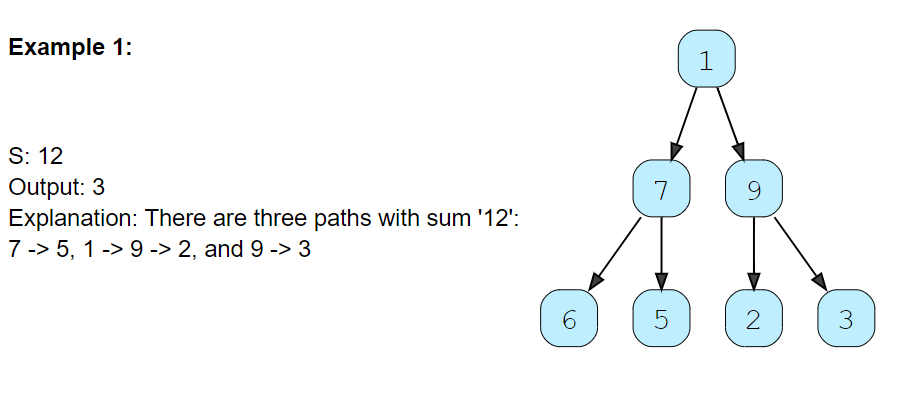 Example 1:
S: 12
Output: 3
Explanation: There are three paths with sum '12':
7 -> 5, 1 -> 9 -> 2, and 9 -> 3
1
7 9
6 5 2 3